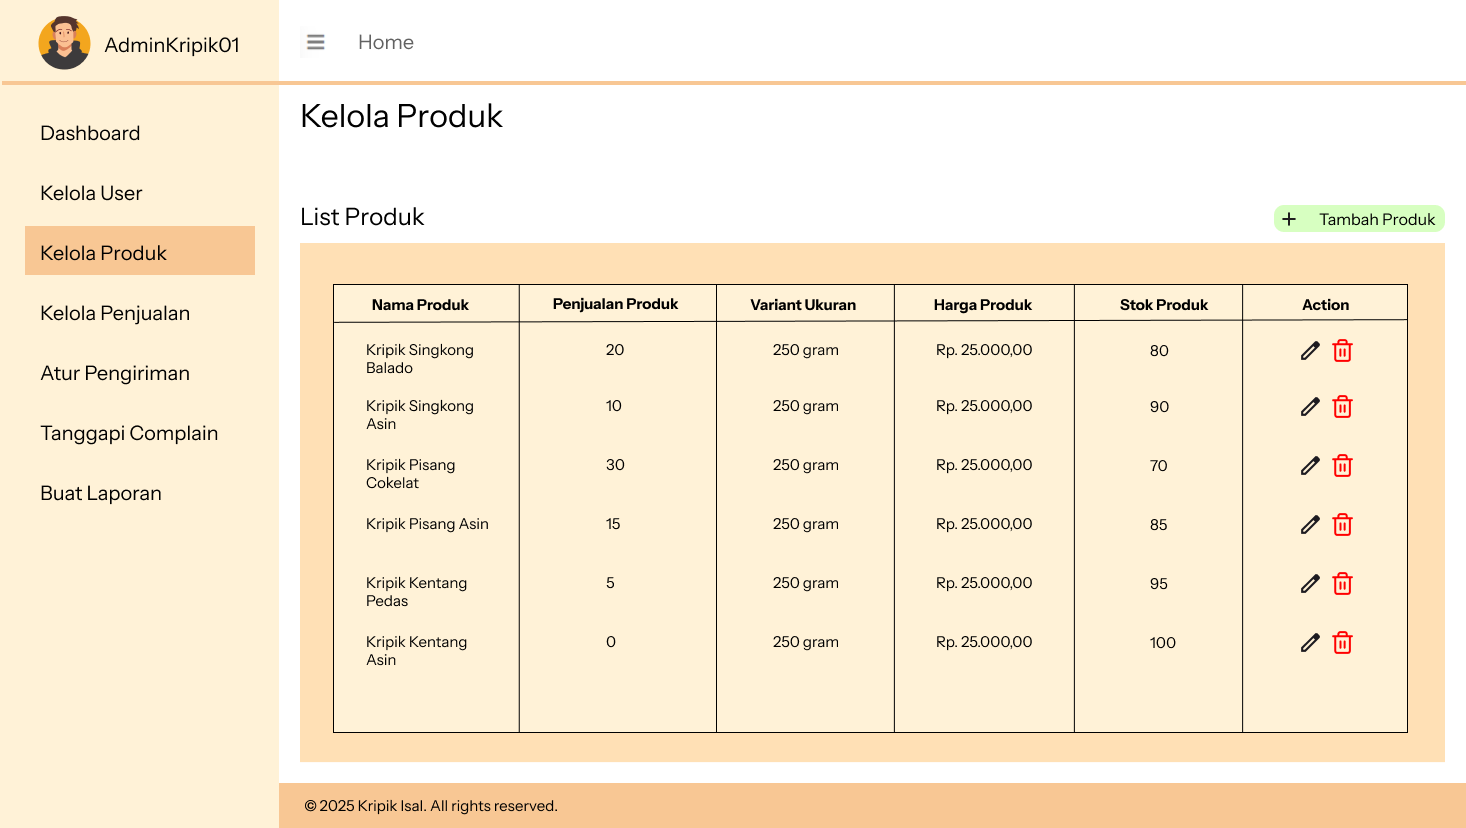 AdminKripik01
Home
Dashboard
Kelola User
Kelola Produk
Kelola Penjualan
Atur Pengiriman
Tanggapi Complain
Buat Laporan
Kelola Produk
List Produk
+ Tambah Produk
Nama Produk Penjualan Produk Variant Ukuran Harga Produk Stok Produk Action
Kripik Singkong 20 250 gram Rp. 25.000,00 80
Balado
Kripik Singkong 10 250 gram Rp. 25.000,00 90
Asin
Kripik Pisang 30 250 gram Rp. 25.000,00 70
Cokelat
Kripik Pisang Asin 15 250 gram Rp. 25.000,00 85
Kripik Kentang 5 250 gram Rp. 25.000,00 95
Pedas
Kripik Kentang 0 250 gram Rp. 25.000,00 100
Asin
© 2025 Kripik Isal. All rights reserved.